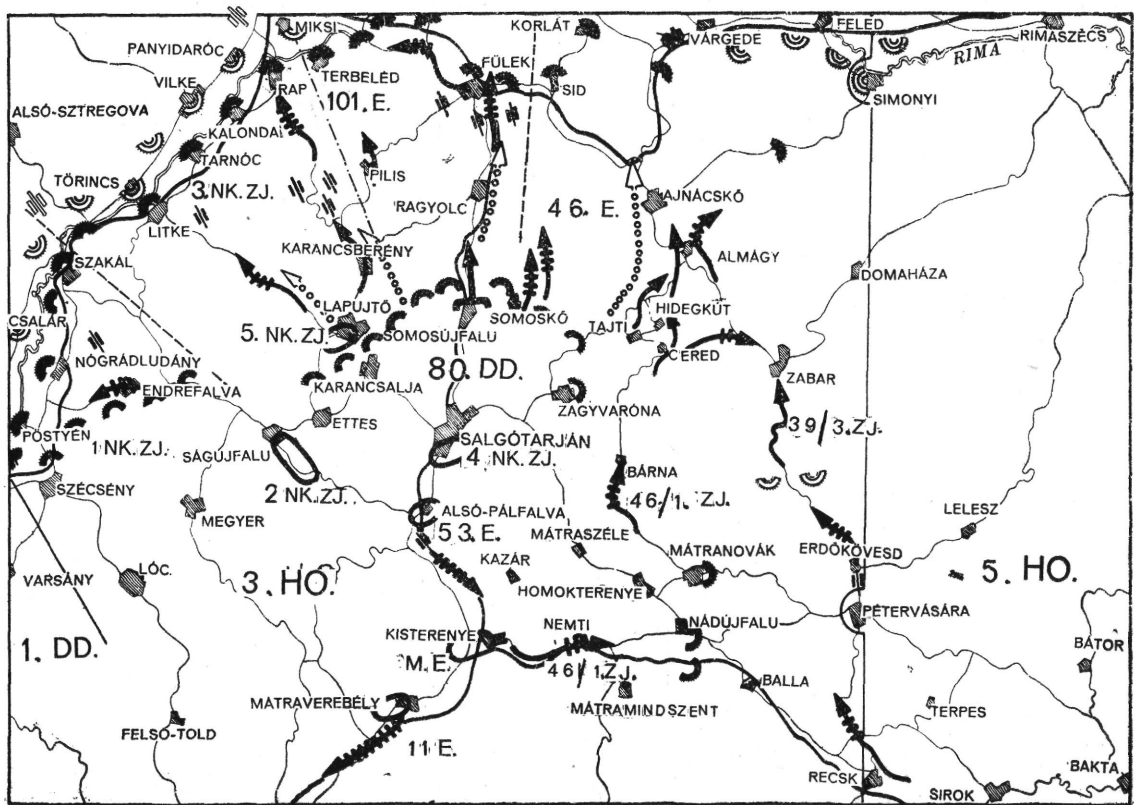 MIKSI
KORLÁT
FELED
RIMASZÉCS
PANYIDARÓC
VÁRGEDE
RIMA
TERBELÉD
FÜLEK
VILKE
RAP
SID
SIMONYI
ALSÓ-SZTREGOVA
101. E.
KALONDA
TARNÓC
TÖRINCS
3 NK. ZJ.
PILIS
RAGYOLC
46. E.
AJNÁCSKŐ
LITKE
KARANCSBERÉNY
ALMÁGY
SZAKÁL
DOMAHÁZA
LAPUJTŐ
HIDEGKÚT
CSALÁR
5. NK. ZJ.
SOMOSÚJFALU
SOMOSKŐ
TAJTI
CERED
NÓGRÁDLUDÁNY
80. DD.
ZABAR
ENDREFALVA
KARANCSALJA
ZAGYVARÓNA
PÖSTYÉN
ETTES
39/3. ZJ.
1 NK. ZJ.
SÁGÚJFALU
SALGÓTARJÁN
4 NK. ZJ.
BÁRNA
SZÉCSÉNY
2 NK. ZJ.
46/1. ZJ.
MEGYER
ALSÓ-PÁLFALVA
LELESZ
53. E.
MÁTRASZÉLE
MÁTRANOVÁK
ERDŐKÖVESD
VARSÁNY
LÓC.
KAZÁR
5. HO.
3. HO.
HOMOKTERENYE
PÉTERVÁSÁRA
1. DD.
KISTERENYE
NEMTI
NÁDÚJFALU
BÁTOR
M. E.
46/1. ZJ.
BALLA
MÁTRAVEREBÉLY
MÁTRAMINDSZENT
TERPES
FELSŐ-TOLD
11 E.
RECSK
BAKTA
SIROK